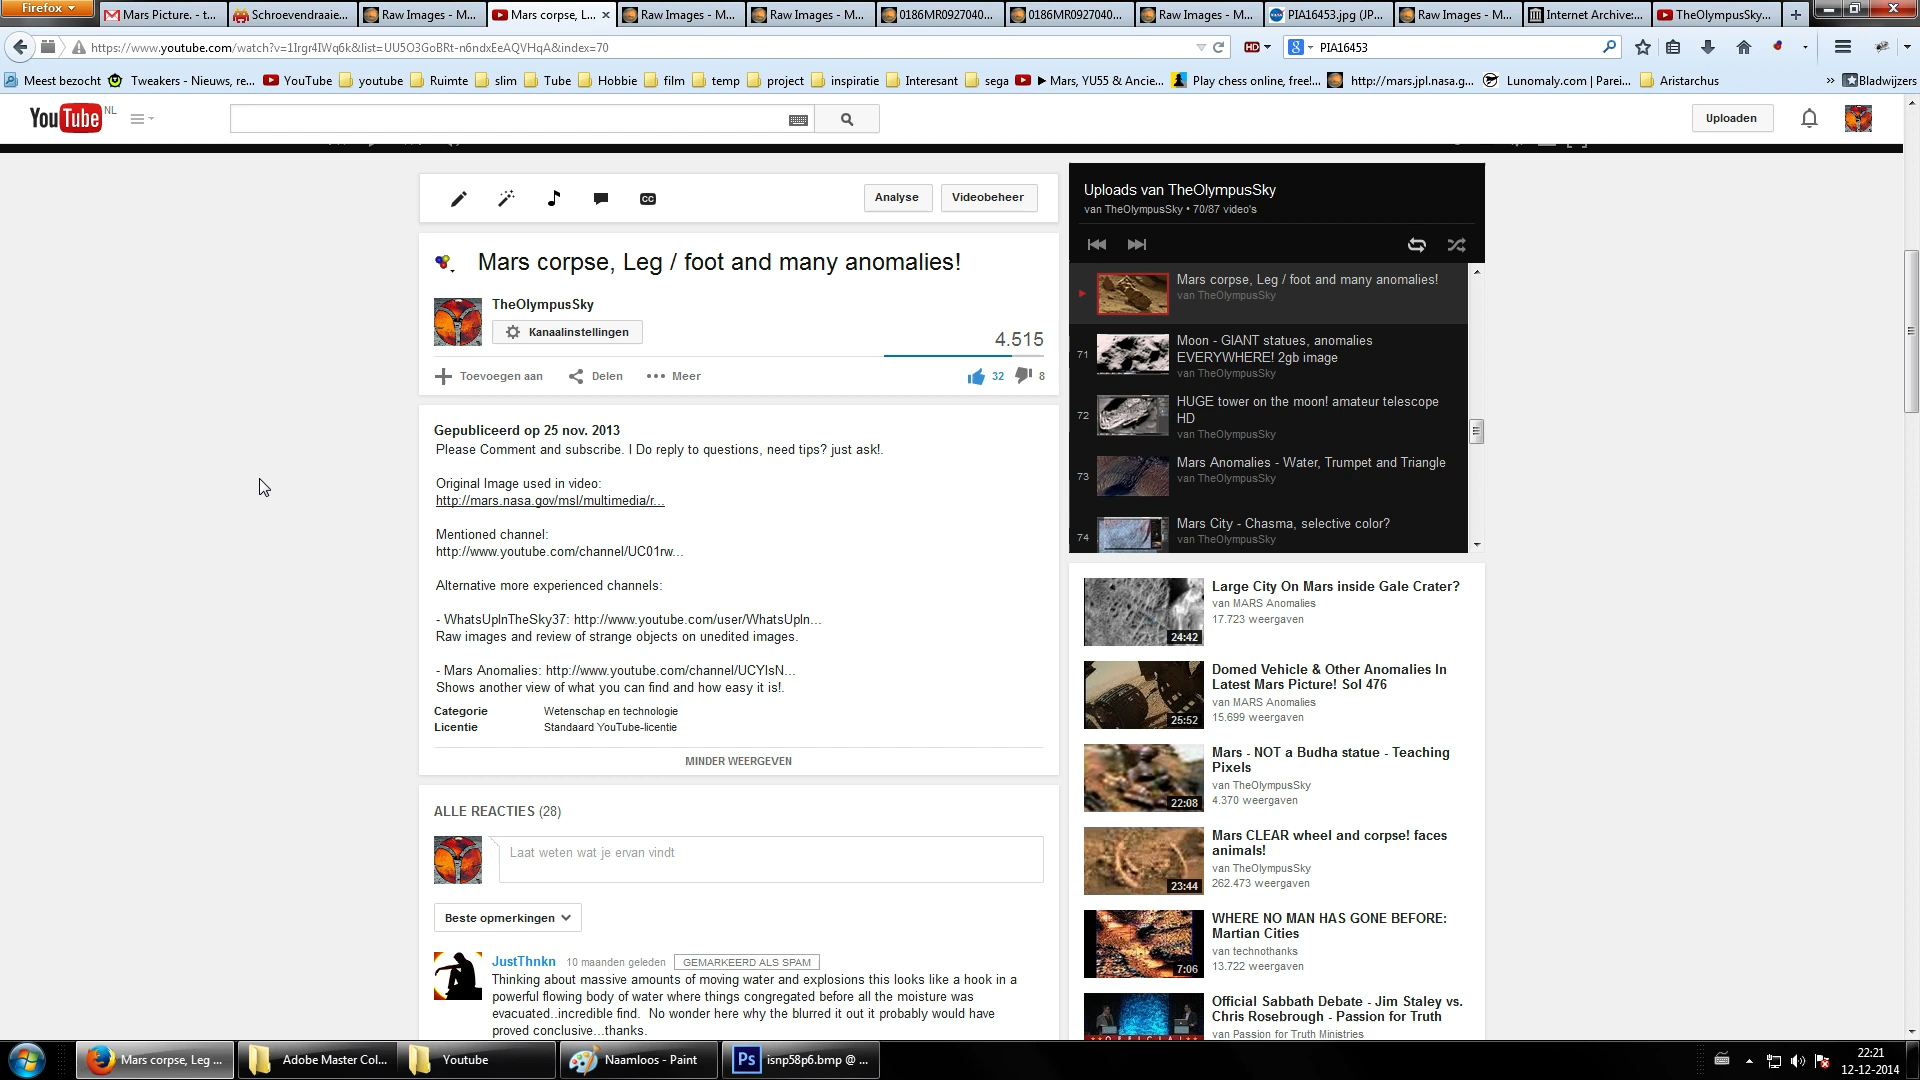 Firefox
Mars Picture. - t...
Schroevendraaie...
Raw Images - M...
Mars corpse, L...
Raw Images - M...
Raw Images - M...
0186MR0927040...
0186MR0927040...
Raw Images - M...
PIA16453.jpg (JP...
Raw Images - M...
Internet Archive:...
TheOlympusSky...
https://www.youtube.com/watch?v=1Irgr4IWq6k&list=UU5O3GoBRt-n6ndxEeAQVHqA&index=70
HD
PIA16453
Meest bezocht
Tweakers - Nieuws, re...
YouTube
youtube
Ruimte
slim
Tube
Hobbie
film
temp
project
inspiratie
Interesant
sega
▶ Mars, YU55 & Ancie...
Play chess online, free!...
http://mars.jpl.nasa.g...
Lunomaly.com | Parei...
Aristarchus
Bladwijzers
YouTube NL
Uploaden
Analyse
Videobeheer
Mars corpse, Leg / foot and many anomalies!
TheOlympusSky
Kanaalinstellingen
4.515
Toevoegen aan
Delen
Meer
32
8
Gepubliceerd op 25 nov. 2013
Please Comment and subscribe. I Do reply to questions, need tips? just ask!.
Original Image used in video:
http://mars.nasa.gov/msl/multimedia/r...
Mentioned channel:
http://www.youtube.com/channel/UC01rw...
Alternative more experienced channels:
- WhatsUpInTheSky37: http://www.youtube.com/user/WhatsUpIn...
Raw images and review of strange objects on unedited images.
- Mars Anomalies: http://www.youtube.com/channel/UCYIsN...
Shows another view of what you can find and how easy it is!.
Categorie Wetenschap en technologie
Licentie Standaard YouTube-licentie
MINDER WEERGEVEN
ALLE REACTIES (28)
Laat weten wat je ervan vindt
Beste opmerkingen
JustThnkn 10 maanden geleden GEMARKEERD ALS SPAM
Thinking about massive amounts of moving water and explosions this looks like a hook in a
powerful flowing body of water where things congregated before all the moisture was
evacuated..incredible find. No wonder here why the blurred it out it probably would have
proved conclusive...thanks.
Uploads van TheOlympusSky
van TheOlympusSky • 70/87 video's
Mars corpse, Leg / foot and many anomalies!
van TheOlympusSky
71
Moon - GIANT statues, anomalies
EVERYWHERE! 2gb image
van TheOlympusSky
72
HUGE tower on the moon! amateur telescope
HD
van TheOlympusSky
73
Mars Anomalies - Water, Trumpet and Triangle
van TheOlympusSky
74
Mars City - Chasma, selective color?
van TheOlympusSky
Large City On Mars inside Gale Crater?
van MARS Anomalies
17.723 weergaven
24:42
Domed Vehicle & Other Anomalies In
Latest Mars Picture! Sol 476
van MARS Anomalies
15.699 weergaven
25:52
Mars - NOT a Budha statue - Teaching
Pixels
van TheOlympusSky
4.370 weergaven
22:08
Mars CLEAR wheel and corpse! faces
animals!
van TheOlympusSky
262.473 weergaven
23:44
WHERE NO MAN HAS GONE BEFORE:
Martian Cities
van technothanks
13.722 weergaven
7:06
Official Sabbath Debate - Jim Staley vs.
Chris Rosebrough - Passion for Truth
van Passion for Truth Ministries
Mars corpse, Leg ...
Adobe Master Col...
Youtube
Naamloos - Paint
Ps
isnp58p6.bmp @ ...
22:21
12-12-2014